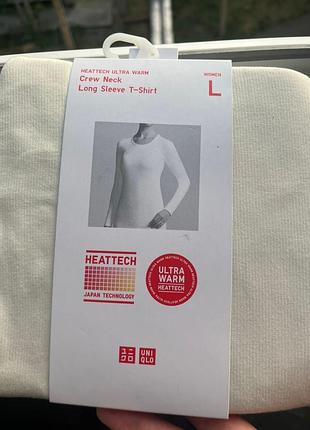 HEATTECH ULTRA WARM
Crew Neck
Long Sleeve T-Shirt
WOMEN
L
HEATTECH
JAPAN TECHNOLOGY
ULTRA
WARM
HEATTECH
ユニ
クロ
UNI
QLO